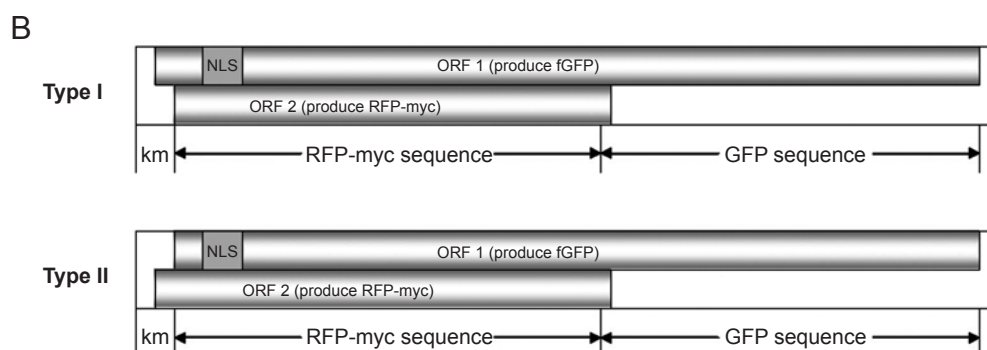 B
Type I
NLS
ORF 1 (produce fGFP)
ORF 2 (produce RFP-myc)
km
RFP-myc sequence
GFP sequence
Type II
NLS
ORF 1 (produce fGFP)
ORF 2 (produce RFP-myc)
km
RFP-myc sequence
GFP sequence